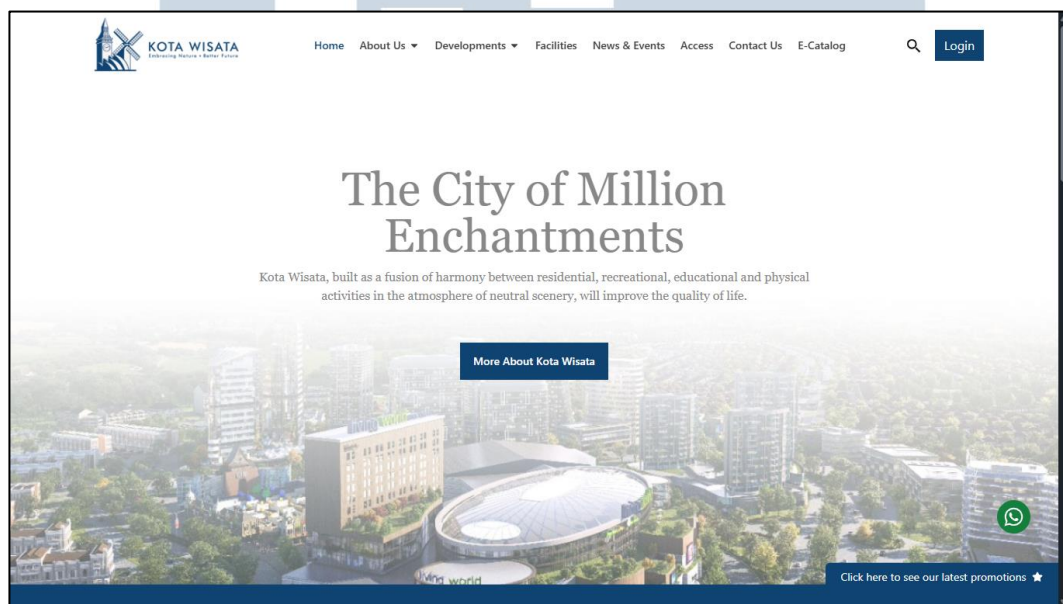 KOTA WISATA
Embracing Nature • Better Future
Home About Us Developments Facilities News & Events Access Contact Us E-Catalog
Login
The City of Million
Enchantments
Kota Wisata, built as a fusion of harmony between residential, recreational, educational and physical
activities in the atmosphere of neutral scenery, will improve the quality of life.
More About Kota Wisata
living world
Click here to see our latest promotions